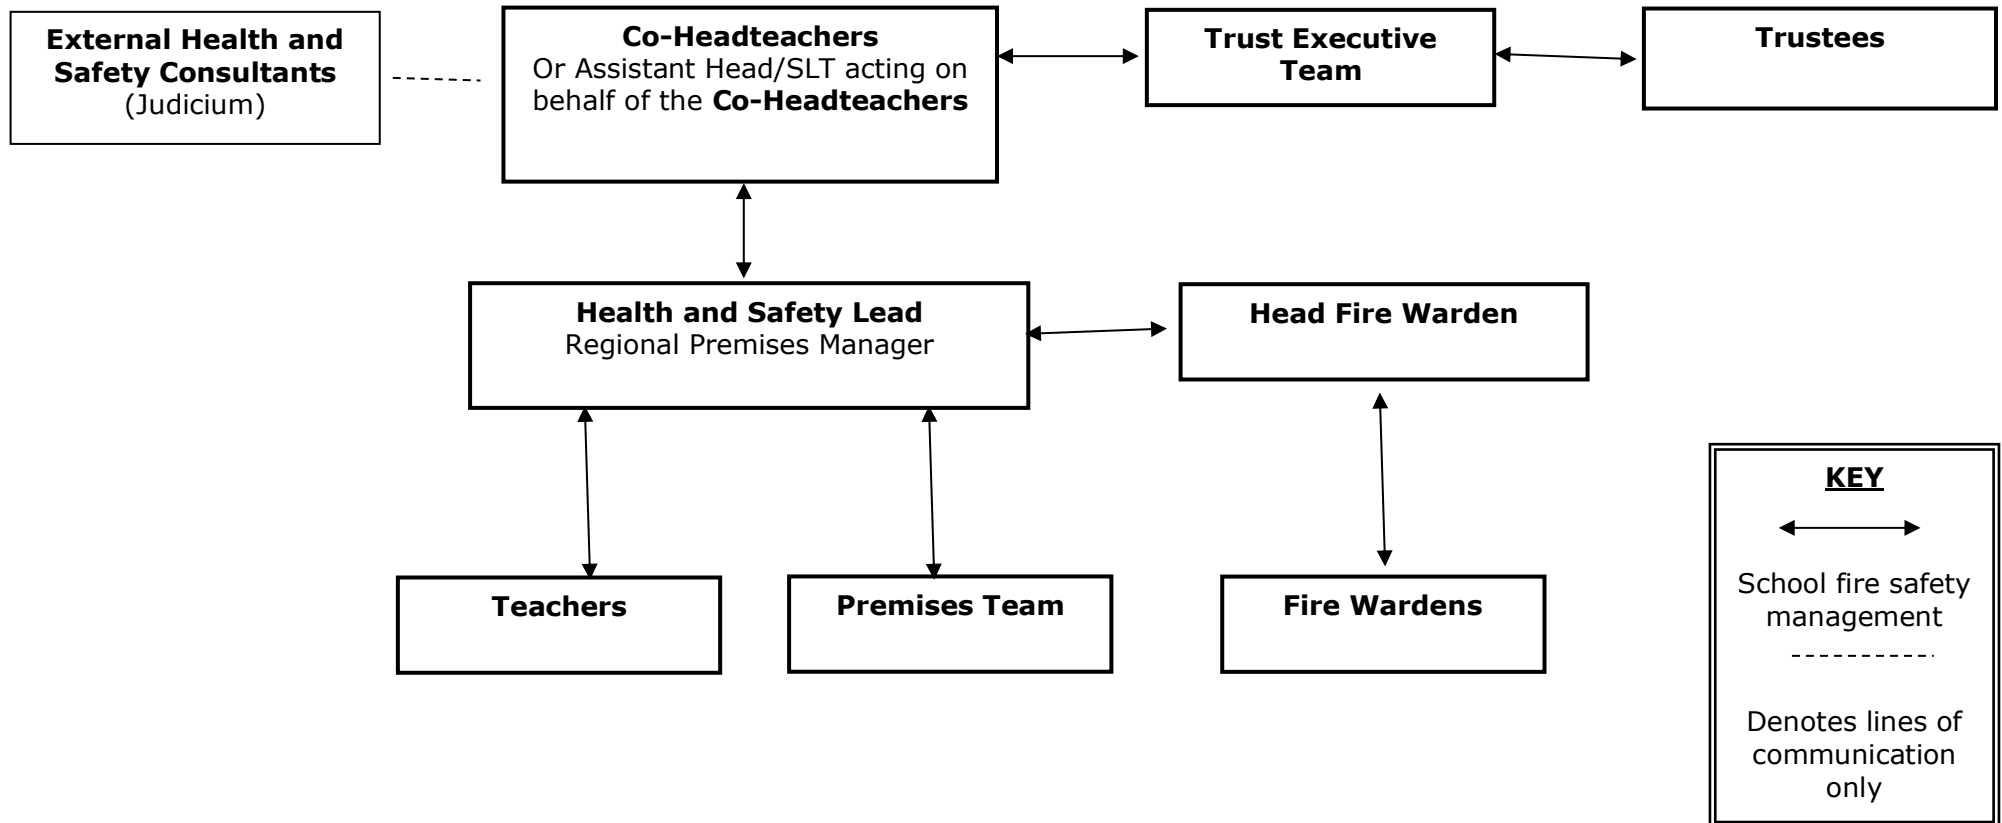 External Health and
Safety Consultants
(Judicium)
Co-Headteachers
Or Assistant Head/SLT acting on
behalf of the Co-Headteachers
Trust Executive
Team
Trustees
Health and Safety Lead
Regional Premises Manager
Head Fire Warden
Teachers
Premises Team
Fire Wardens
KEY
School fire safety
management
Denotes lines of
communication
only